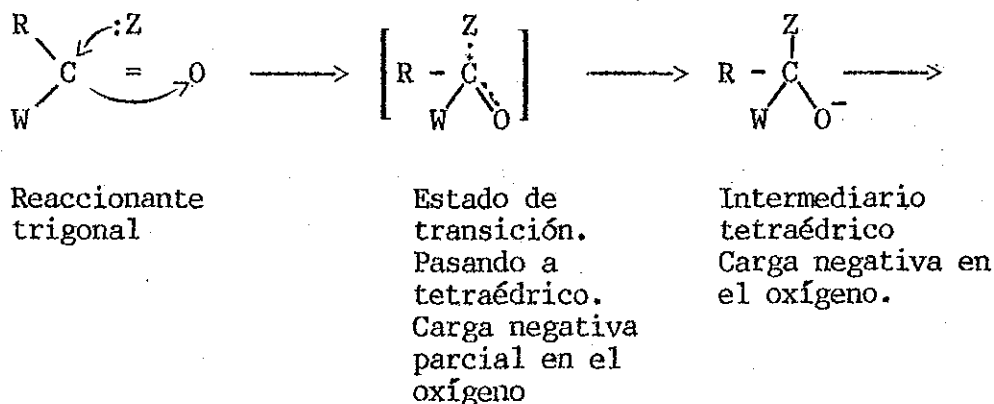 R :Z Z Z
C = O ———> [ R - C ———> R - C ———>
W W O W O⁻
Reaccionante
trigonal
Estado de
transición.
Pasando a
tetraédrico.
Carga negativa
parcial en el
oxígeno
Intermediario
tetraédrico
Carga negativa en
el oxígeno.